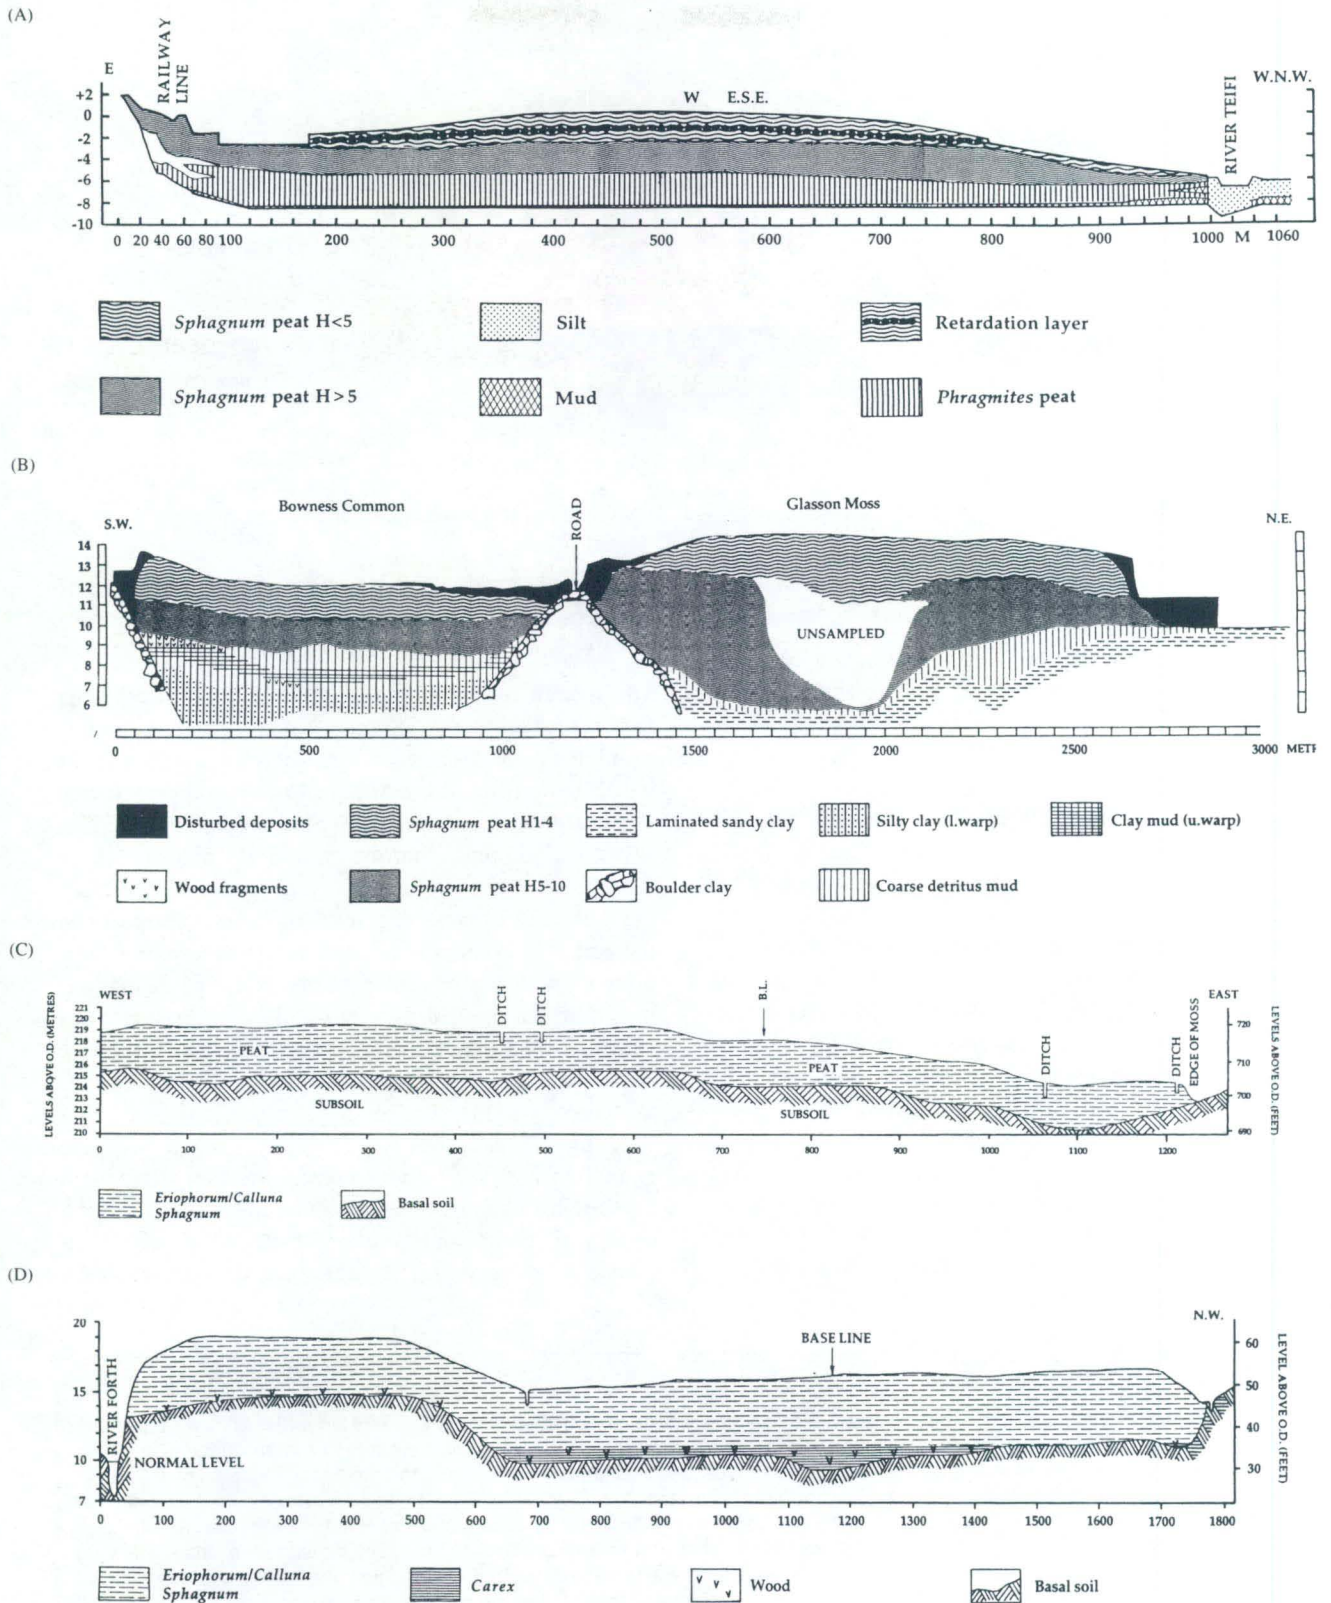 (A)
E
RAILWAY
LINE
W E.S.E.
RIVER TEIFI
W.N.W.
+2
0
-2
-4
-6
-8
-10
0 20 40 60 80 100 200 300 400 500 600 700 800 900 1000 M 1060
Sphagnum peat H<5
Silt
Retardation layer
Sphagnum peat H>5
Mud
Phragmites peat
(B)
Bowness Common
Glasson Moss
S.W.
ROAD
N.E.
14
13
12
11
10
9
8
7
6
UNSAMPLED
0 500 1000 1500 2000 2500 3000 METR
Disturbed deposits
Sphagnum peat H1-4
Laminated sandy clay
Silty clay (l.warp)
Clay mud (u.warp)
Wood fragments
Sphagnum peat H5-10
Boulder clay
Coarse detritus mud
(C)
LEVELS ABOVE O.D. (METRES)
WEST
DITCH
DITCH
B.L.
DITCH
DITCH
EDGE OF MOSS
EAST
LEVELS ABOVE O.D. (FEET)
221
220
219
218
217
216
215
214
213
212
211
210
720
710
700
690
PEAT
PEAT
SUBSOIL
SUBSOIL
0 100 200 300 400 500 600 700 800 900 1000 1100 1200
Eriophorum/Calluna
Sphagnum
Basal soil
(D)
N.W.
BASE LINE
20
15
10
7
RIVER FORTH
NORMAL LEVEL
60
50
40
30
LEVEL ABOVE O.D. (FEET)
0 100 200 300 400 500 600 700 800 900 1000 1100 1200 1300 1400 1500 1600 1700 1800
Eriophorum/Calluna
Sphagnum
Carex
Wood
Basal soil